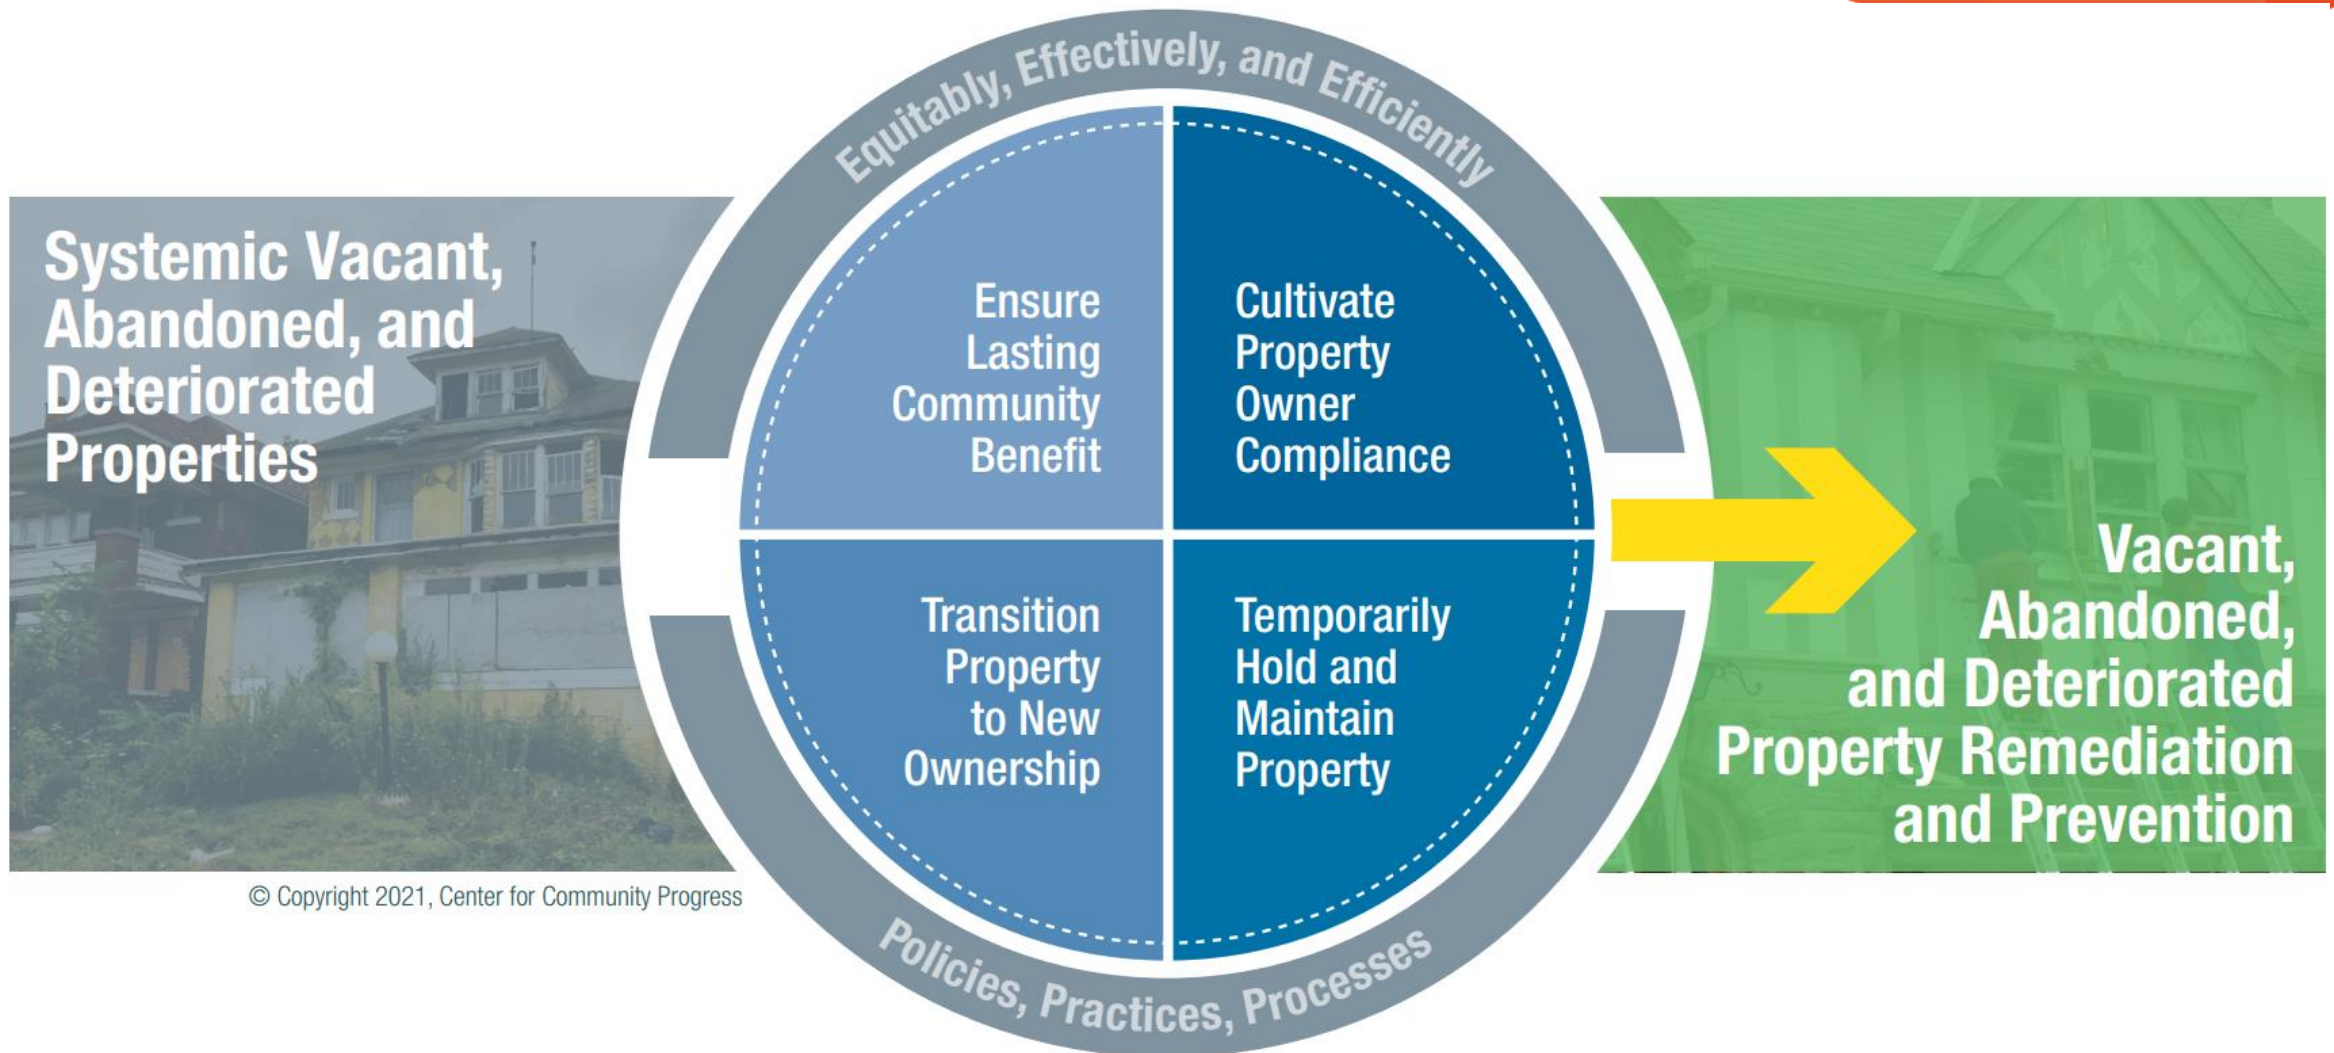 Equitably, Effectively, and Efficiently
Systemic Vacant,
Abandoned, and
Deteriorated
Properties
Ensure
Lasting
Community
Benefit
Cultivate
Property
Owner
Compliance
Transition
Property
to New
Ownership
Temporarily
Hold and
Maintain
Property
Vacant,
Abandoned,
and Deteriorated
Property Remediation
and Prevention
© Copyright 2021, Center for Community Progress
Policies, Practices, Processes